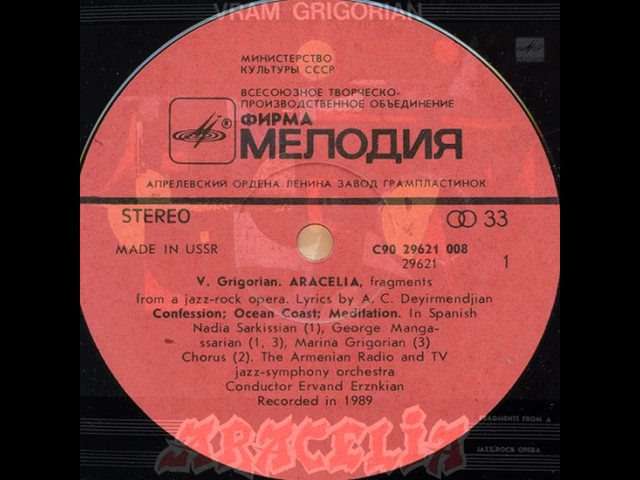 VRAM GRIGORIAN
МИНИСТЕРСТВО
КУЛЬТУРЫ СССР
ВСЕСОЮЗНОЕ ТВОРЧЕСКО-
ПРОИЗВОДСТВЕННОЕ ОБЪЕДИНЕНИЕ
® ФИРМА
МЕЛОДИЯ
АПРЕЛЕВСКИЙ ОРДЕНА ЛЕНИНА ЗАВОД ГРАМПЛАСТИНОК
STEREO 33
MADE IN USSR C90 29621 008
29621 1
V. Grigorian. ARACELIA, fragments
from a jazz-rock opera. Lyrics by A. C. Deyirmendjian
Confession; Ocean Coast; Meditation. In Spanish
Nadia Sarkissian (1), George Manga-
ssarian (1, 3), Marina Grigorian (3)
Chorus (2). The Armenian Radio and TV
jazz-symphony orchestra
Conductor Ervand Erznkian
Recorded in 1989
ARACELIA
FRAGMENTS FROM A
JAZZ-ROCK OPERA